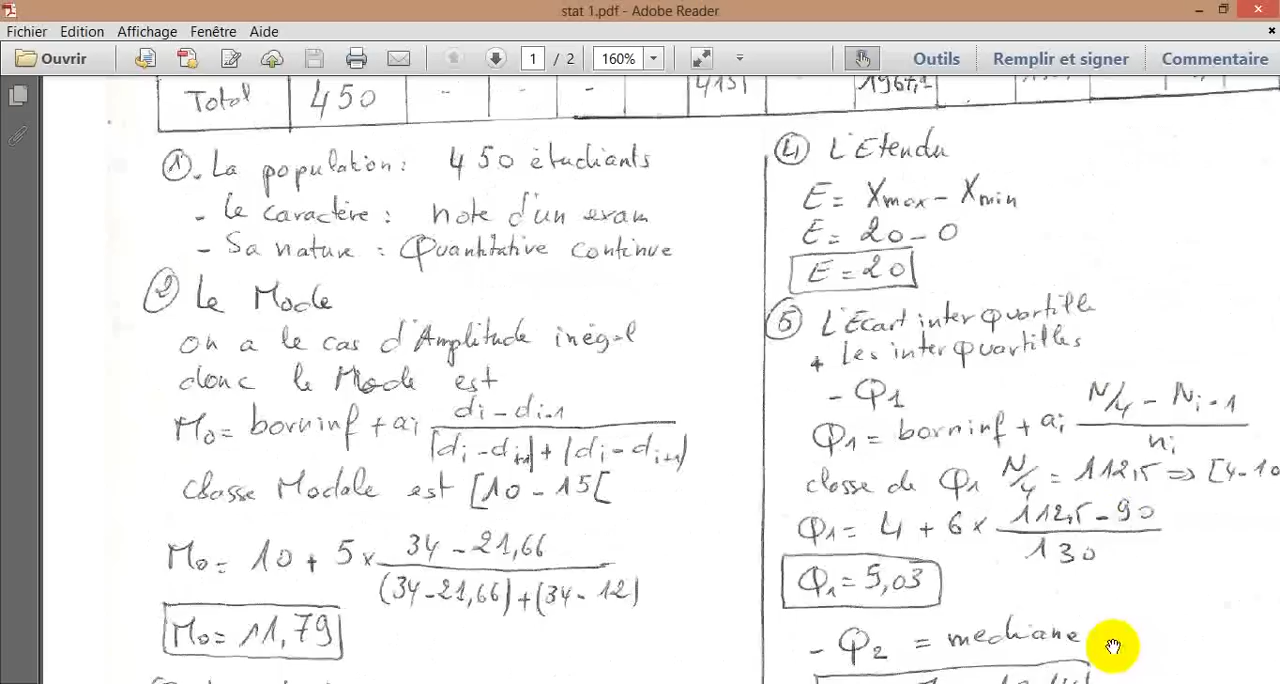 stat 1.pdf - Adobe Reader
Fichier Edition Affichage Fenêtre Aide
Ouvrir 1 / 2 160% Outils Remplir et signer Commentaire
Total 450 - - - 4151
①. La population: 450 étudiants
- le caractère: note d'un exam
- Sa nature: Quantitative continue
② Le Mode
on a le cas d'Amplitude inégal
donc le Mode est
Mo = borninf + ai (di - di-1) / (|di - di-1| + |di - di+1|)
classe Modale est [10 - 15[
Mo = 10 + 5 × (34 - 21,66) / ((34 - 21,66) + (34 - 12))
Mo = 11,79
④ L'Etendu
E = Xmax - Xmin
E = 20 - 0
E = 20
⑤ L'Ecart interquartille
+ Les interquartilles
- Q1
Q1 = borninf + ai (N/4 - Ni-1) / ni
classe de Q1 N/4 = 112,5 => [4-10
Q1 = 4 + 6 × (112,5 - 90) / 130
Q1 = 5,03
- Q2 = mediane